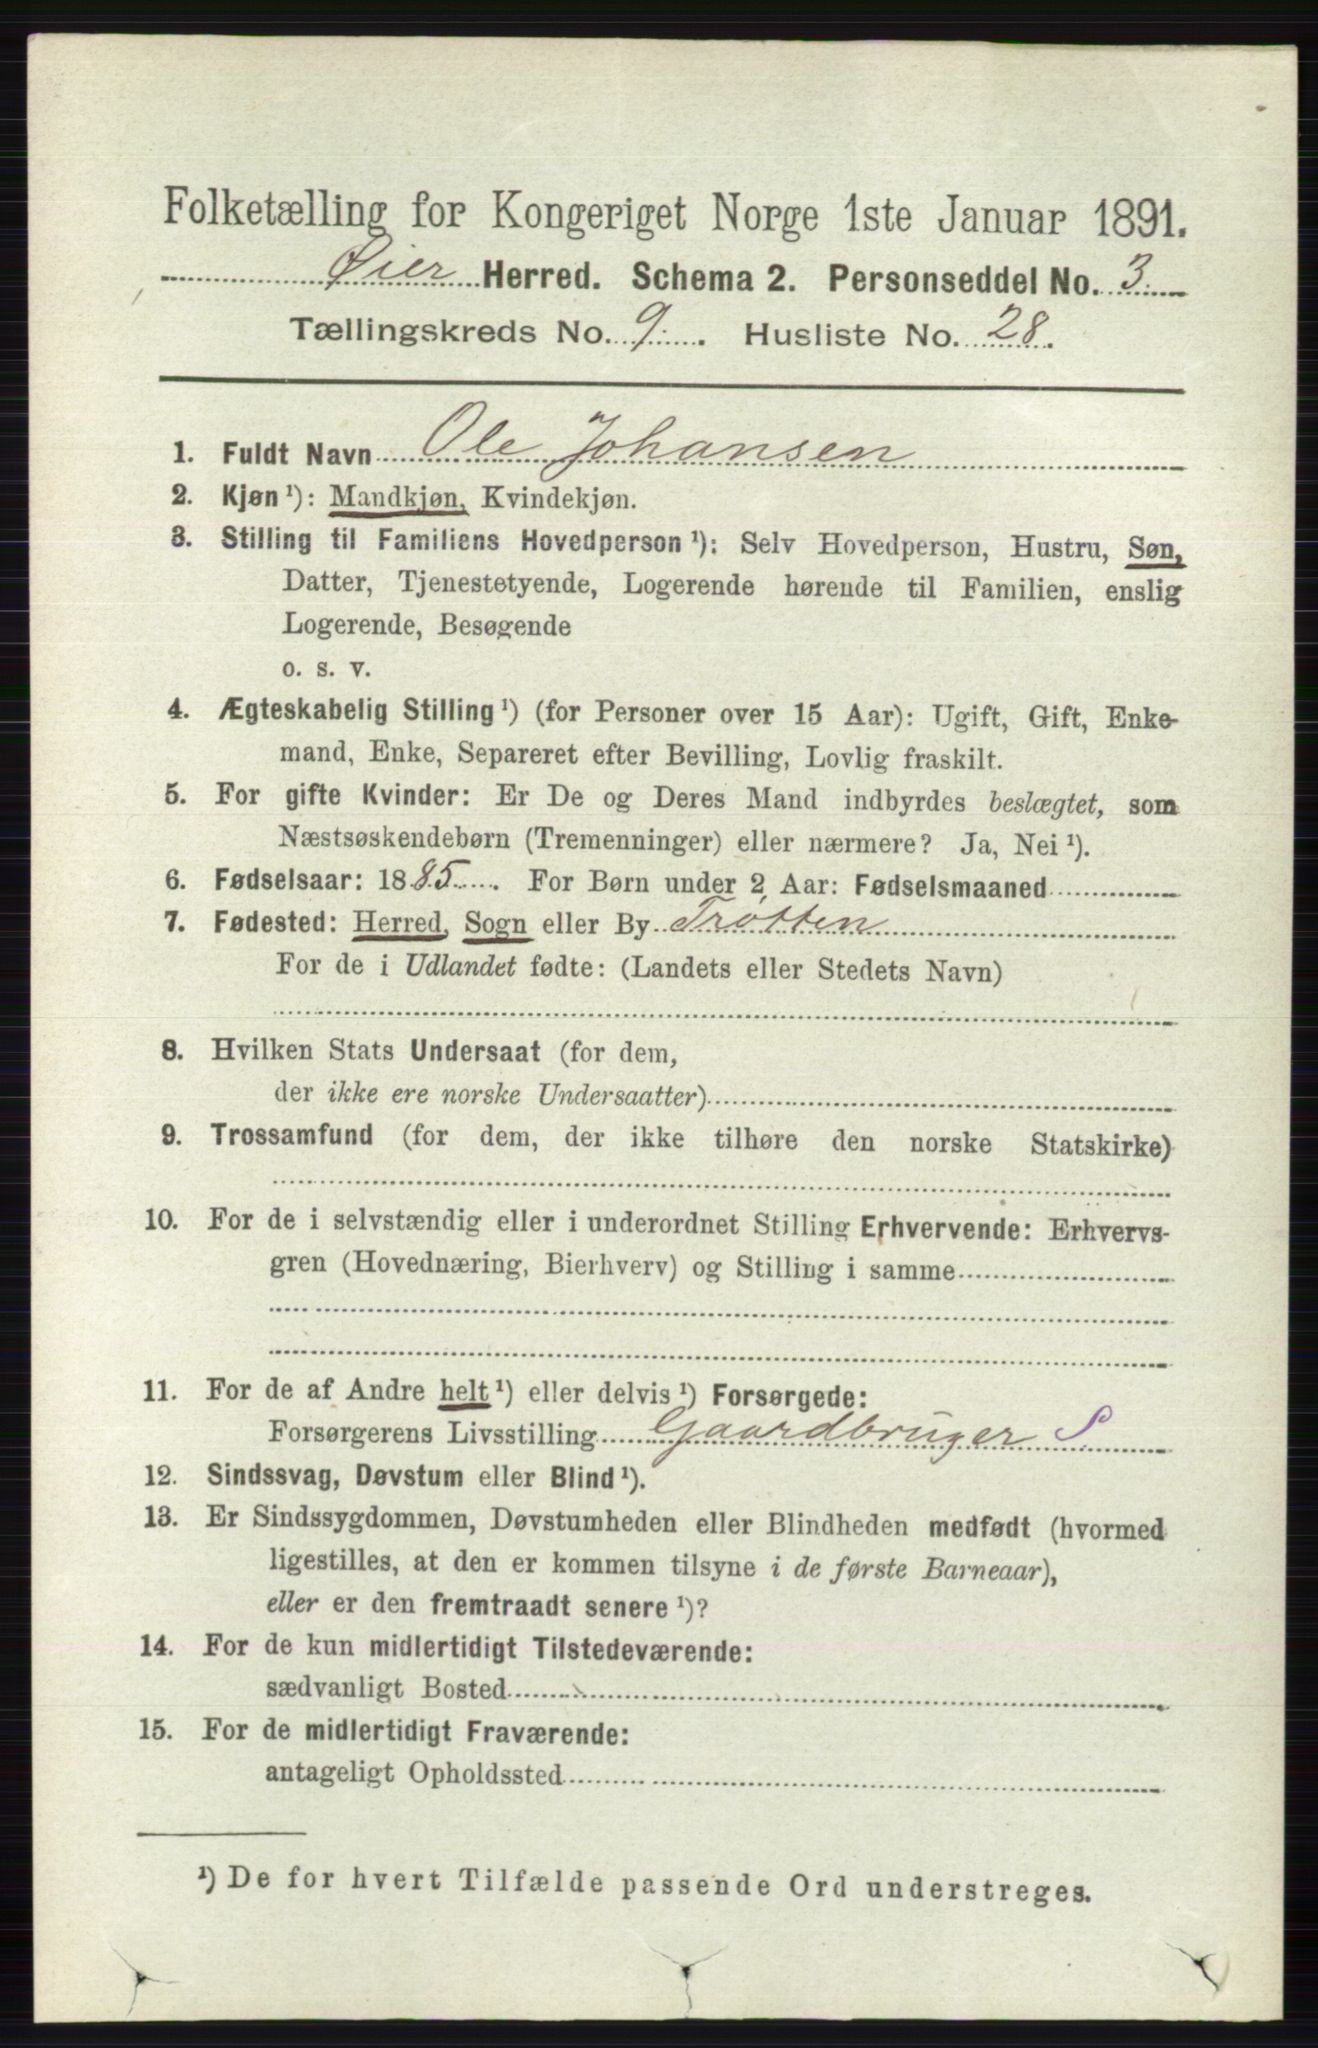 Folketælling for Kongeriget Norge 1ste Januar 1891.
Øier Herred. Schema 2. Personseddel No. 3
Tællingskreds No. 9. Husliste No. 28.
1. Fuldt Navn Ole Johansen
2. Kjøn¹): Mandkjøn, Kvindekjøn.
3. Stilling til Familiens Hovedperson¹): Selv Hovedperson, Hustru, Søn,
Datter, Tjenestetyende, Logerende hørende til Familien, enslig
Logerende, Besøgende
o. s. v.
4. Ægteskabelig Stilling¹) (for Personer over 15 Aar): Ugift, Gift, Enke-
mand, Enke, Separeret efter Bevilling, Lovlig fraskilt.
5. For gifte Kvinder: Er De og Deres Mand indbyrdes beslægtet, som
Næstsøskendebørn (Tremenninger) eller nærmere? Ja, Nei¹).
6. Fødselsaar: 1885. For Børn under 2 Aar: Fødselsmaaned
7. Fødested: Herred, Sogn eller By Trøtten
For de i Udlandet fødte: (Landets eller Stedets Navn)
8. Hvilken Stats Undersaat (for dem,
der ikke ere norske Undersaatter)
9. Trossamfund (for dem, der ikke tilhøre den norske Statskirke)
10. For de i selvstændig eller i underordnet Stilling Erhvervende: Erhvervs-
gren (Hovednæring, Bierhverv) og Stilling i samme
11. For de af Andre helt¹) eller delvis¹) Forsørgede:
Forsørgerens Livsstilling Gaardbruger S
12. Sindssvag, Døvstum eller Blind¹).
13. Er Sindssygdommen, Døvstumheden eller Blindheden medfødt (hvormed
ligestilles, at den er kommen tilsyne i de første Barneaar),
eller er den fremtraadt senere¹)?
14. For de kun midlertidigt Tilstedeværende:
sædvanligt Bosted
15. For de midlertidigt Fraværende:
antageligt Opholdssted
¹) De for hvert Tilfælde passende Ord understreges.